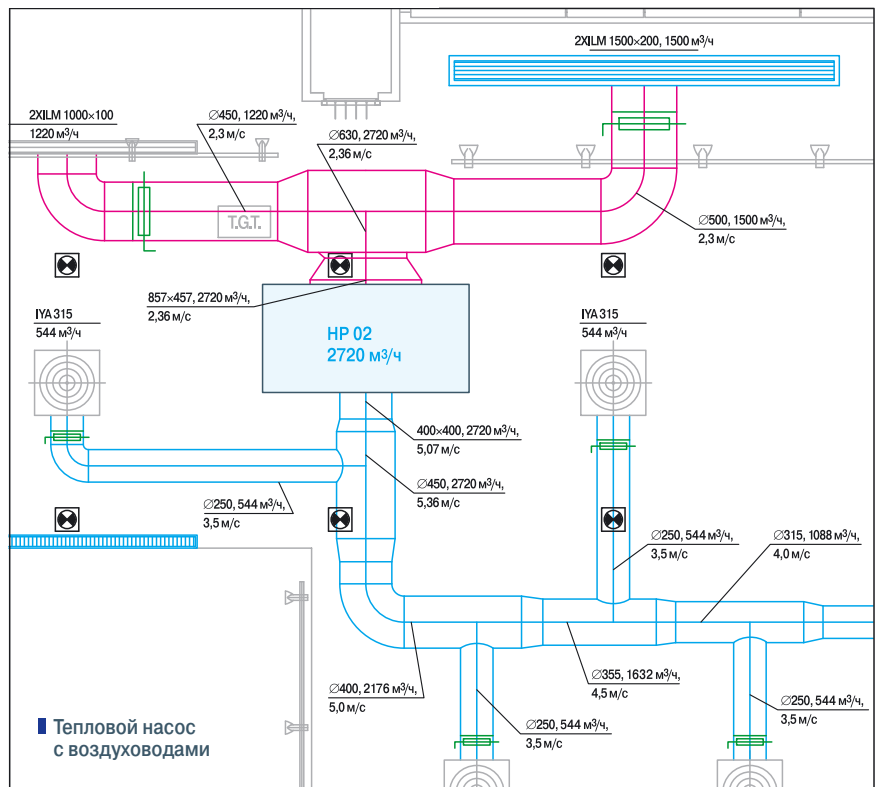 2XILM 1500×200, 1500 м³/ч
2XILM 1000×100
1220 м³/ч
∅450, 1220 м³/ч,
2,3 м/с
∅630, 2720 м³/ч,
2,36 м/с
T.G.T.
∅500, 1500 м³/ч,
2,3 м/с
857×457, 2720 м³/ч,
2,36 м/с
IYA 315
544 м³/ч
HP 02
2720 м³/ч
IYA 315
544 м³/ч
400×400, 2720 м³/ч,
5,07 м/с
∅450, 2720 м³/ч,
5,36 м/с
∅250, 544 м³/ч,
3,5 м/с
∅250, 544 м³/ч,
3,5 м/с
∅315, 1088 м³/ч,
4,0 м/с
∅400, 2176 м³/ч,
5,0 м/с
∅355, 1632 м³/ч,
4,5 м/с
∅250, 544 м³/ч,
3,5 м/с
∅250, 544 м³/ч,
3,5 м/с
Тепловой насос
с воздуховодами